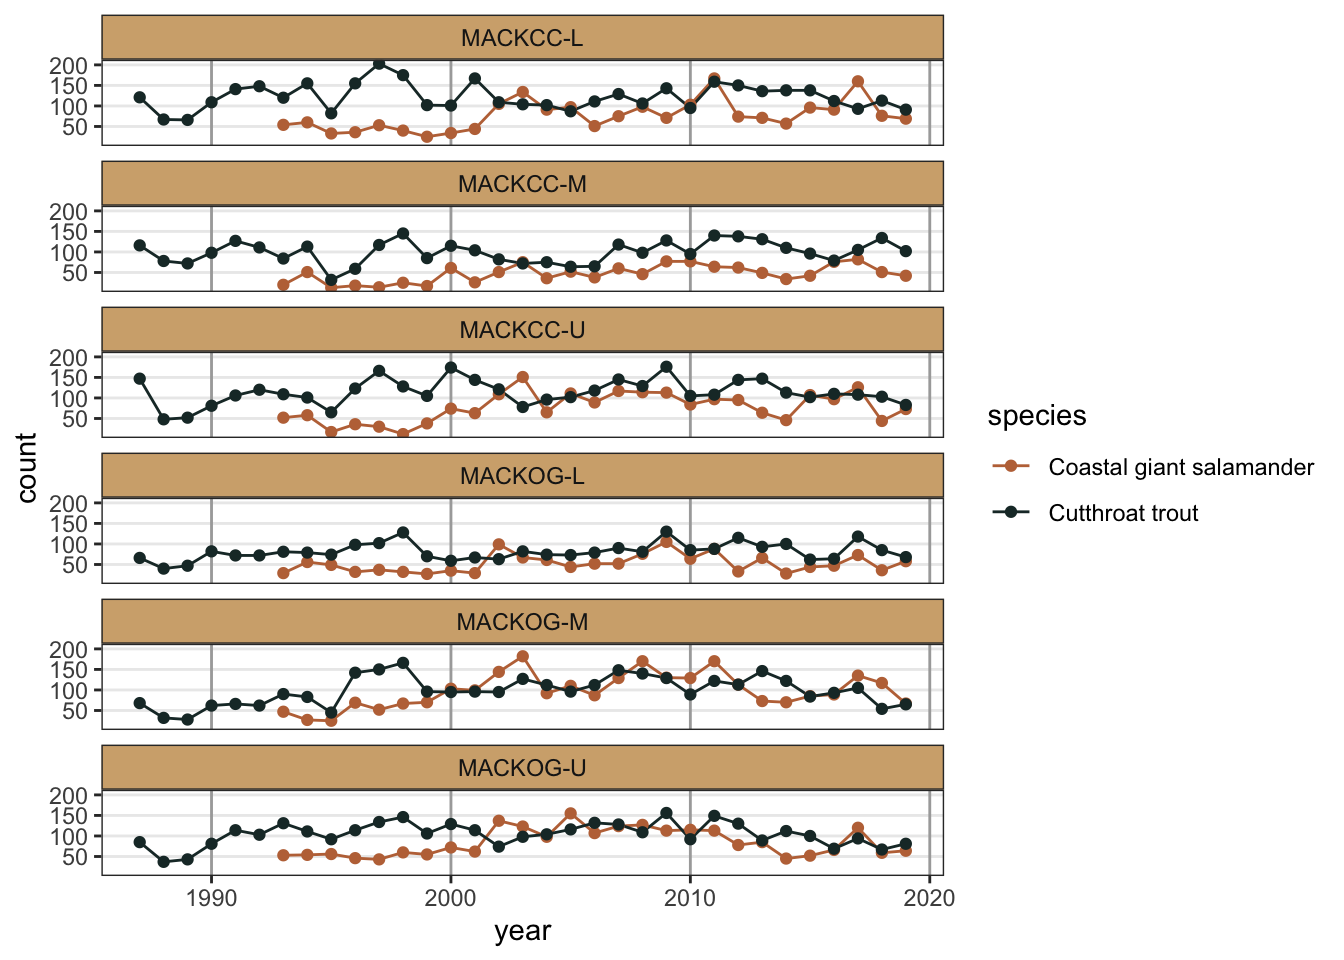 MACKCC-L
200
150
100
50
MACKCC-M
200
150
100
50
MACKCC-U
200
150
100
50
MACKOG-L
200
150
100
50
MACKOG-M
200
150
100
50
MACKOG-U
200
150
100
50
1990 2000 2010 2020
year
count
species
Coastal giant salamander
Cutthroat trout